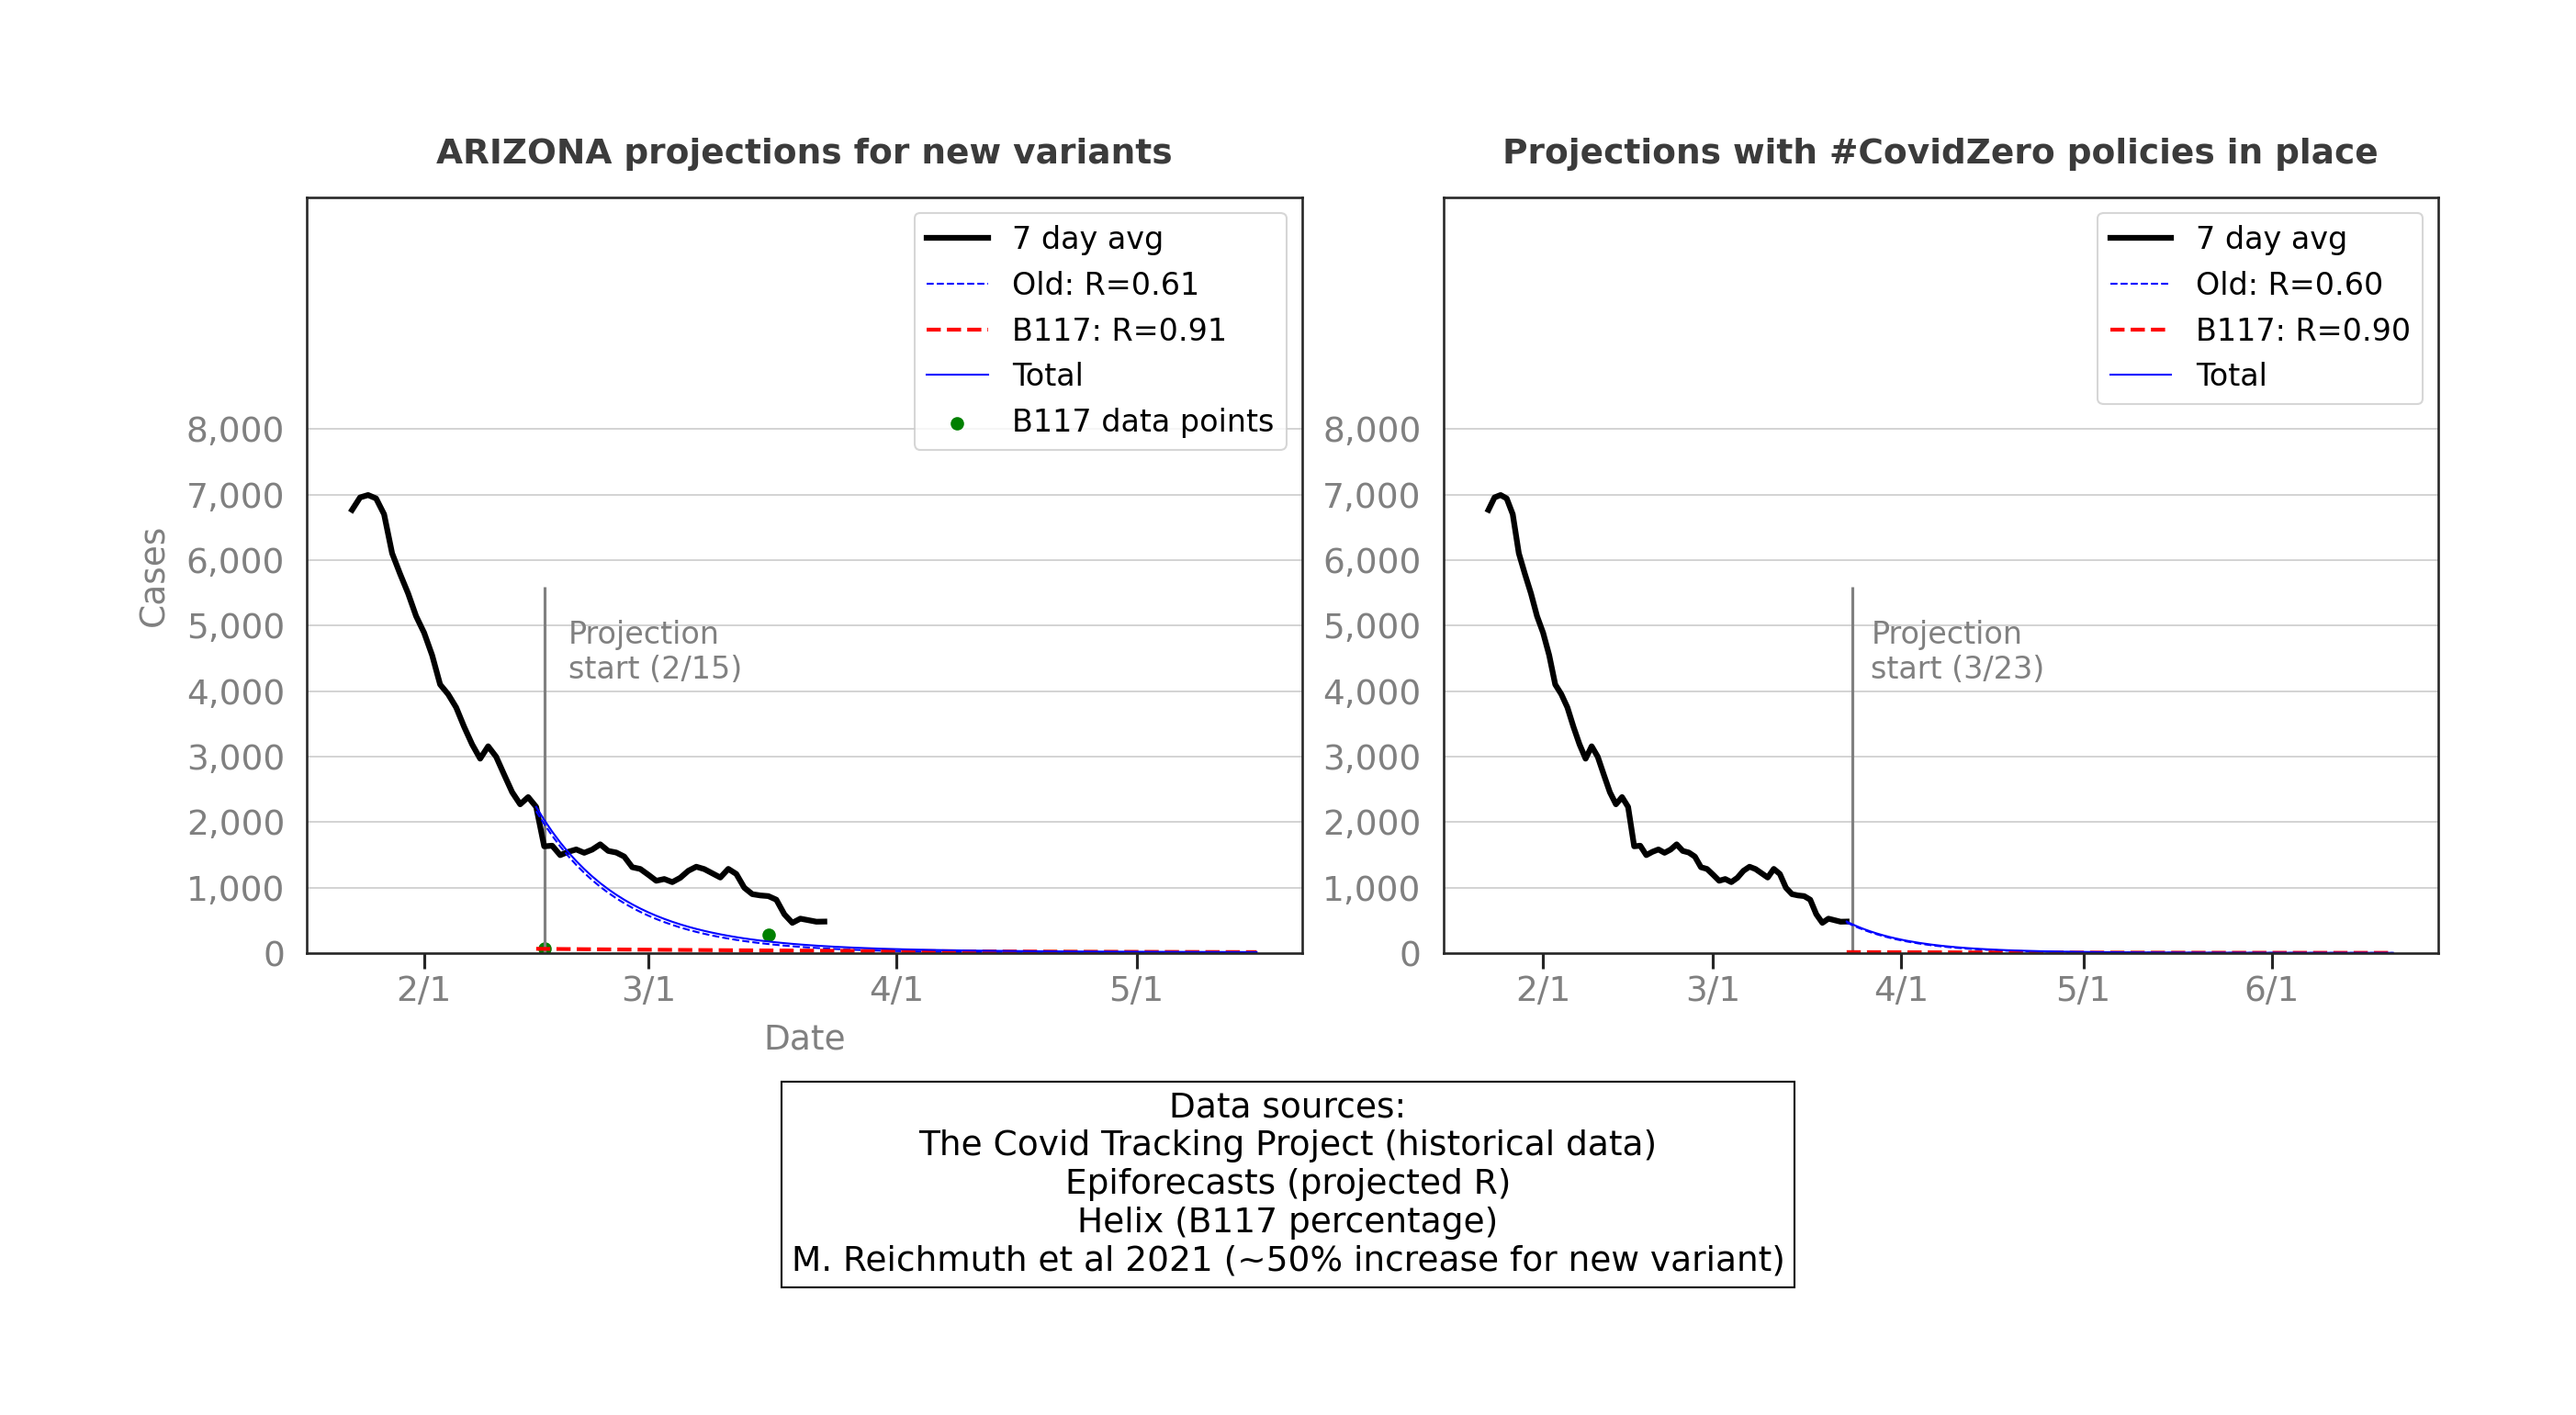 ARIZONA projections for new variants
7 day avg
Old: R=0.61
B117: R=0.91
Total
B117 data points
8,000
7,000
6,000
5,000
4,000
3,000
2,000
1,000
0
Cases
Projection
start (2/15)
2/1
3/1
4/1
5/1
Date
Projections with #CovidZero policies in place
7 day avg
Old: R=0.60
B117: R=0.90
Total
8,000
7,000
6,000
5,000
4,000
3,000
2,000
1,000
0
Projection
start (3/23)
2/1
3/1
4/1
5/1
6/1
Data sources:
The Covid Tracking Project (historical data)
Epiforecasts (projected R)
Helix (B117 percentage)
M. Reichmuth et al 2021 (~50% increase for new variant)